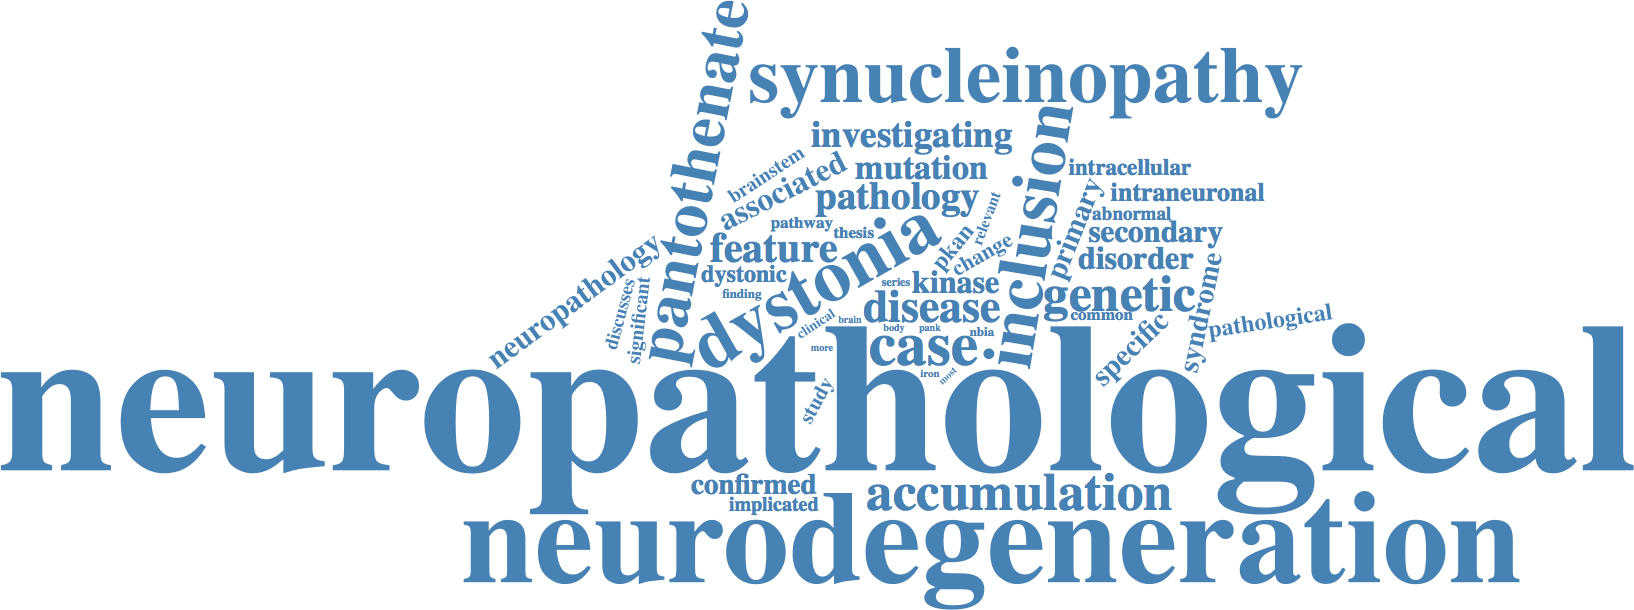 pantothenate
synucleinopathy
investigating
brainstem
associated
mutation
pathology
inclusion
intracellular
intraneuronal
primary
abnormal
secondary
disorder
relevant
pathway
thesis
feature
dystonia
pkan
change
dystonic
finding
series
kinase
disease
genetic
common
syndrome
neuropathology
discusses
significant
clinical
brain
body
pank
nbia
case
more
iron
most
specific
pathological
study
neuropathological
confirmed
implicated
accumulation
neurodegeneration